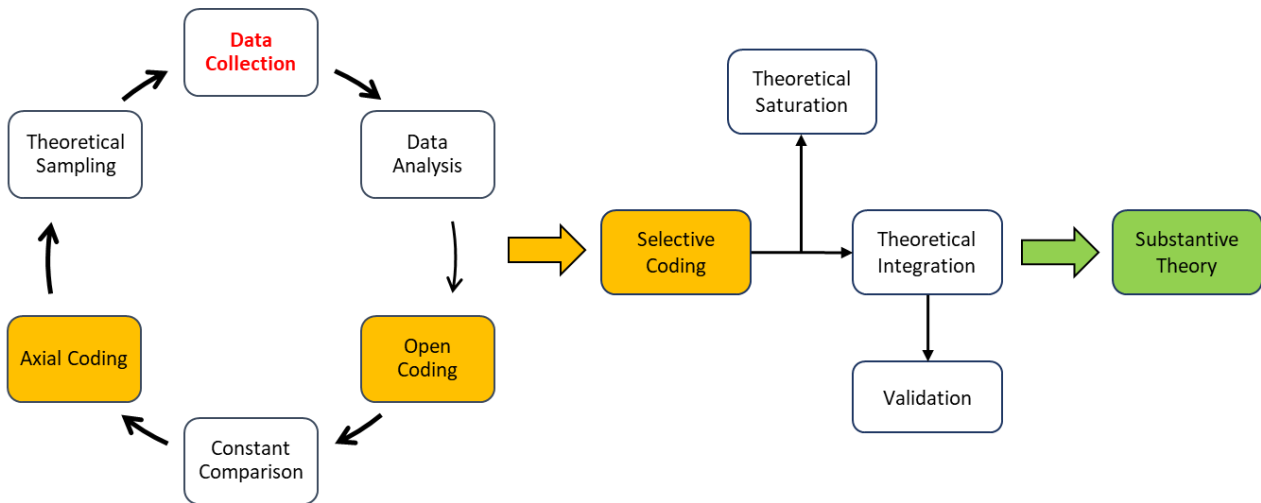 Data
Collection
Theoretical
Sampling
Data
Analysis
Axial Coding
Open
Coding
Constant
Comparison
Theoretical
Saturation
Selective
Coding
Theoretical
Integration
Substantive
Theory
Validation